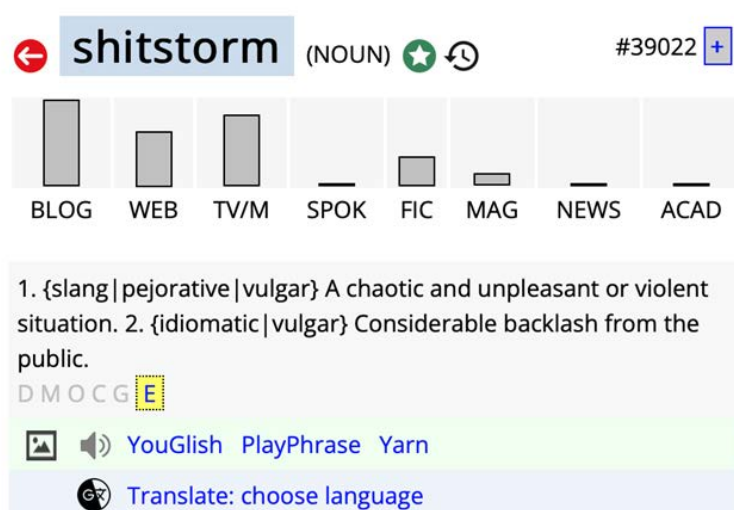 shitstorm (NOUN) #39022 +
BLOG WEB TV/M SPOK FIC MAG NEWS ACAD
1. {slang|pejorative|vulgar} A chaotic and unpleasant or violent
situation. 2. {idiomatic|vulgar} Considerable backlash from the
public.
D M O C G E
YouGlish PlayPhrase Yarn
Translate: choose language